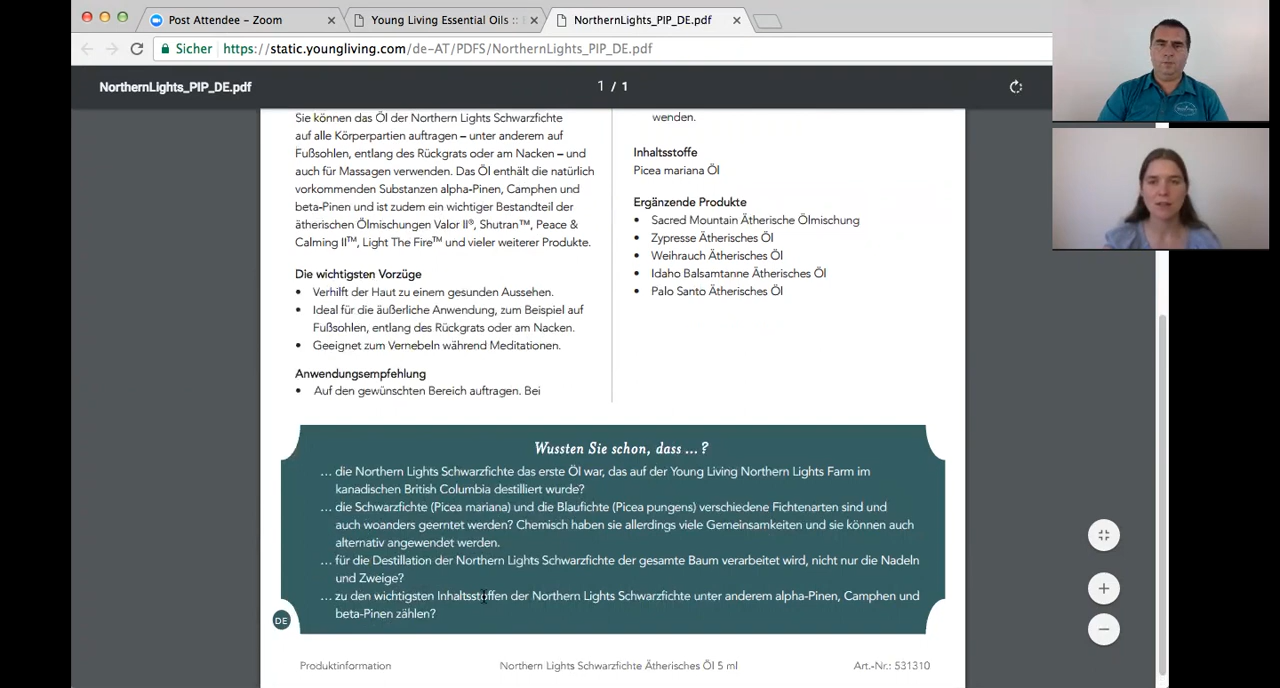 Post Attendee – Zoom
Young Living Essential Oils ::
NorthernLights_PIP_DE.pdf
Sicher
https://static.youngliving.com/de-AT/PDFS/NorthernLights_PIP_DE.pdf
NorthernLights_PIP_DE.pdf
1 / 1
Sie können das Öl der Northern Lights Schwarzfichte
auf alle Körperpartien auftragen – unter anderem auf
Fußsohlen, entlang des Rückgrats oder am Nacken – und
auch für Massagen verwenden. Das Öl enthält die natürlich
vorkommenden Substanzen alpha-Pinen, Camphen und
beta-Pinen und ist zudem ein wichtiger Bestandteil der
ätherischen Ölmischungen Valor II®, Shutran™, Peace &
Calming II™, Light The Fire™ und vieler weiterer Produkte.
Die wichtigsten Vorzüge
• Verhilft der Haut zu einem gesunden Aussehen.
• Ideal für die äußerliche Anwendung, zum Beispiel auf
Fußsohlen, entlang des Rückgrats oder am Nacken.
• Geeignet zum Vernebeln während Meditationen.
Anwendungsempfehlung
• Auf den gewünschten Bereich auftragen. Bei
wenden.
Inhaltsstoffe
Picea mariana Öl
Ergänzende Produkte
• Sacred Mountain Ätherische Ölmischung
• Zypresse Ätherisches Öl
• Weihrauch Ätherisches Öl
• Idaho Balsamtanne Ätherisches Öl
• Palo Santo Ätherisches Öl
Wussten Sie schon, dass ...?
... die Northern Lights Schwarzfichte das erste Öl war, das auf der Young Living Northern Lights Farm im
kanadischen British Columbia destilliert wurde?
... die Schwarzfichte (Picea mariana) und die Blaufichte (Picea pungens) verschiedene Fichtenarten sind und
auch woanders geerntet werden? Chemisch haben sie allerdings viele Gemeinsamkeiten und sie können auch
alternativ angewendet werden.
... für die Destillation der Northern Lights Schwarzfichte der gesamte Baum verarbeitet wird, nicht nur die Nadeln
und Zweige?
... zu den wichtigsten Inhaltsstoffen der Northern Lights Schwarzfichte unter anderem alpha-Pinen, Camphen und
beta-Pinen zählen?
DE
Produktinformation
Northern Lights Schwarzfichte Ätherisches Öl 5 ml
Art.-Nr.: 531310